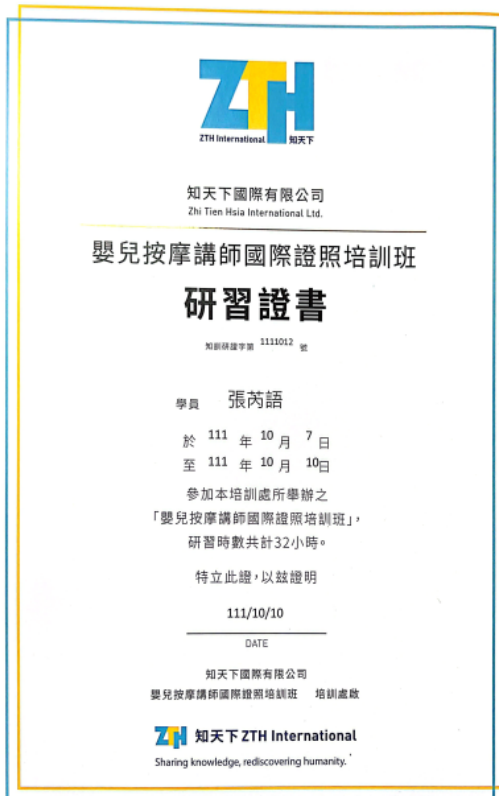 ZTH
ZTH International 知天下
知天下國際有限公司
Zhi Tien Hsia International Ltd.
嬰兒按摩講師國際證照培訓班
研習證書
知訓研證字第 1111012 號
學員 張芮語
於 111 年 10 月 7 日
至 111 年 10 月 10日
參加本培訓處所舉辦之
「嬰兒按摩講師國際證照培訓班」,
研習時數共計32小時。
特立此證,以茲證明
111/10/10
DATE
知天下國際有限公司
嬰兒按摩講師國際證照培訓班 培訓處啟
ZTH 知天下 ZTH International
Sharing knowledge, rediscovering humanity.